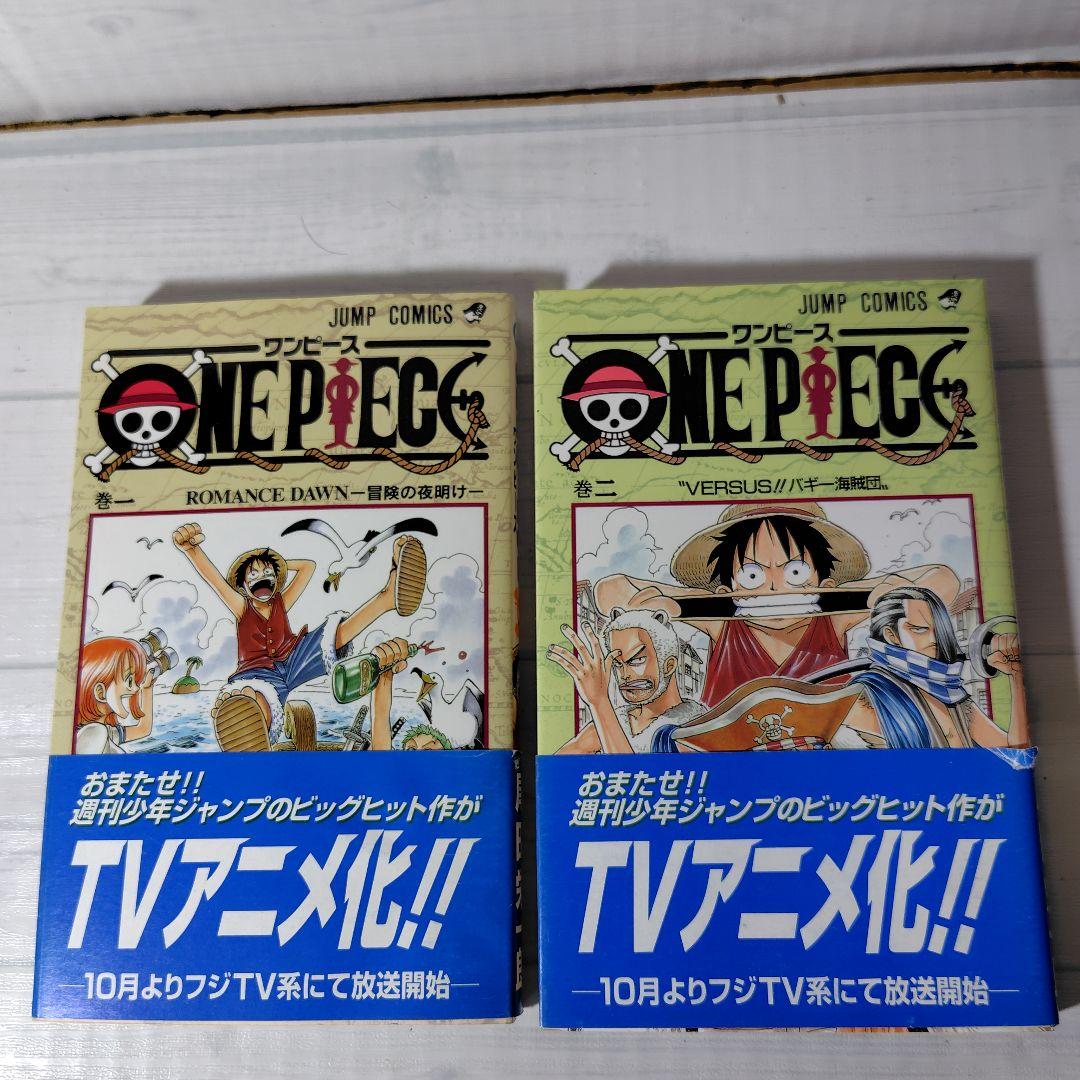 JUMP COMICS
ワンピース
ONE PIECE
巻一 ROMANCE DAWN—冒険の夜明け—
おまたせ!!
週刊少年ジャンプのビッグヒット作が
TVアニメ化!!
—10月よりフジTV系にて放送開始—
JUMP COMICS
ワンピース
ONE PIECE
巻二 "VERSUS!! バギー海賊団"
おまたせ!!
週刊少年ジャンプのビッグヒット作が
TVアニメ化!!
—10月よりフジTV系にて放送開始—